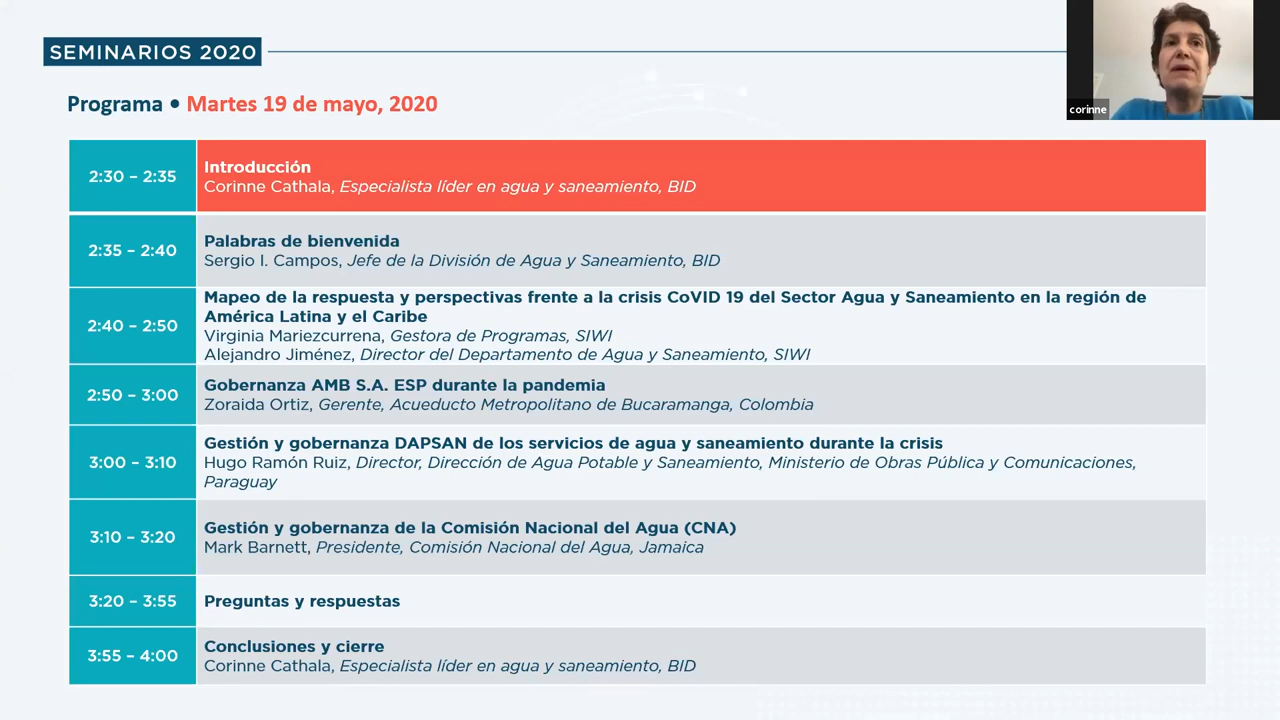 SEMINARIOS 2020
corinne
Programa • Martes 19 de mayo, 2020
2:30 – 2:35
Introducción
Corinne Cathala, Especialista líder en agua y saneamiento, BID
2:35 – 2:40
Palabras de bienvenida
Sergio I. Campos, Jefe de la División de Agua y Saneamiento, BID
2:40 – 2:50
Mapeo de la respuesta y perspectivas frente a la crisis CoVID 19 del Sector Agua y Saneamiento en la región de
América Latina y el Caribe
Virginia Mariezcurrena, Gestora de Programas, SIWI
Alejandro Jiménez, Director del Departamento de Agua y Saneamiento, SIWI
2:50 – 3:00
Gobernanza AMB S.A. ESP durante la pandemia
Zoraida Ortiz, Gerente, Acueducto Metropolitano de Bucaramanga, Colombia
3:00 – 3:10
Gestión y gobernanza DAPSAN de los servicios de agua y saneamiento durante la crisis
Hugo Ramón Ruiz, Director, Dirección de Agua Potable y Saneamiento, Ministerio de Obras Pública y Comunicaciones,
Paraguay
3:10 – 3:20
Gestión y gobernanza de la Comisión Nacional del Agua (CNA)
Mark Barnett, Presidente, Comisión Nacional del Agua, Jamaica
3:20 – 3:55
Preguntas y respuestas
3:55 – 4:00
Conclusiones y cierre
Corinne Cathala, Especialista líder en agua y saneamiento, BID